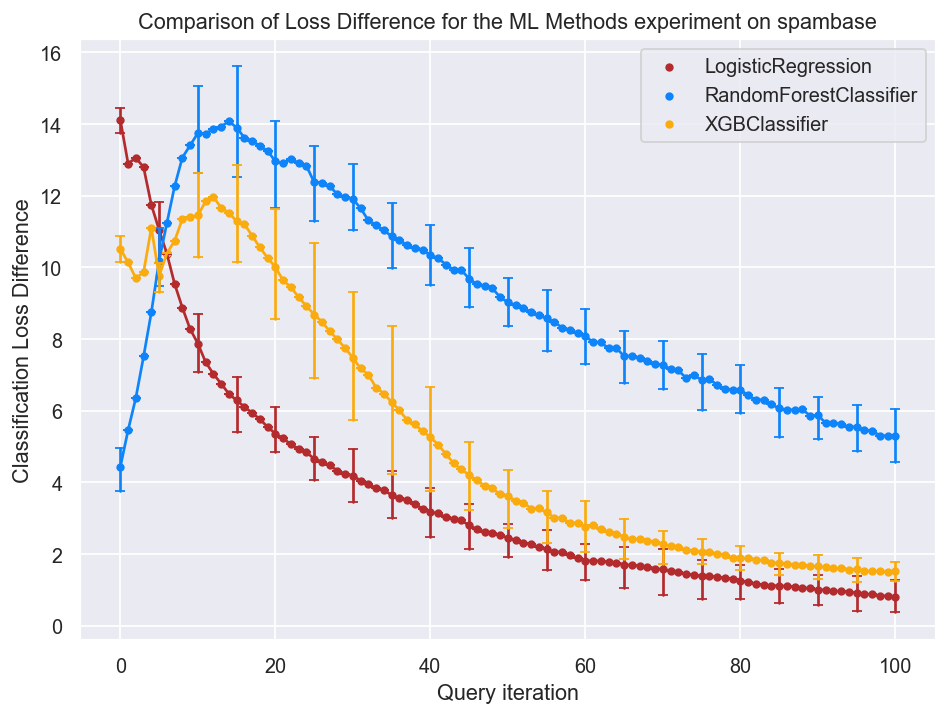 Comparison of Loss Difference for the ML Methods experiment on spambase
LogisticRegression
RandomForestClassifier
XGBClassifier
Classification Loss Difference
16
14
12
10
8
6
4
2
0
0 20 40 60 80 100
Query iteration